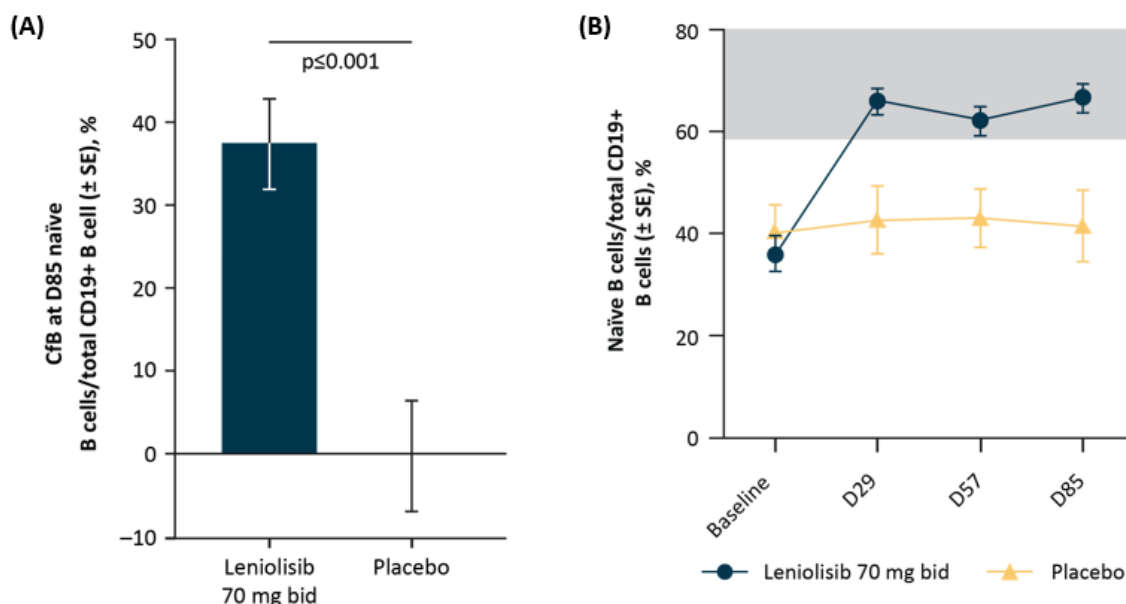 (A)
50
40
30
20
10
0
–10
p≤0.001
CfB at D85 naïve
B cells/total CD19+ B cell (± SE), %
Leniolisib
70 mg bid
Placebo
(B)
80
60
40
20
0
Naïve B cells/total CD19+
B cells (± SE), %
Baseline
D29
D57
D85
Leniolisib 70 mg bid
Placebo